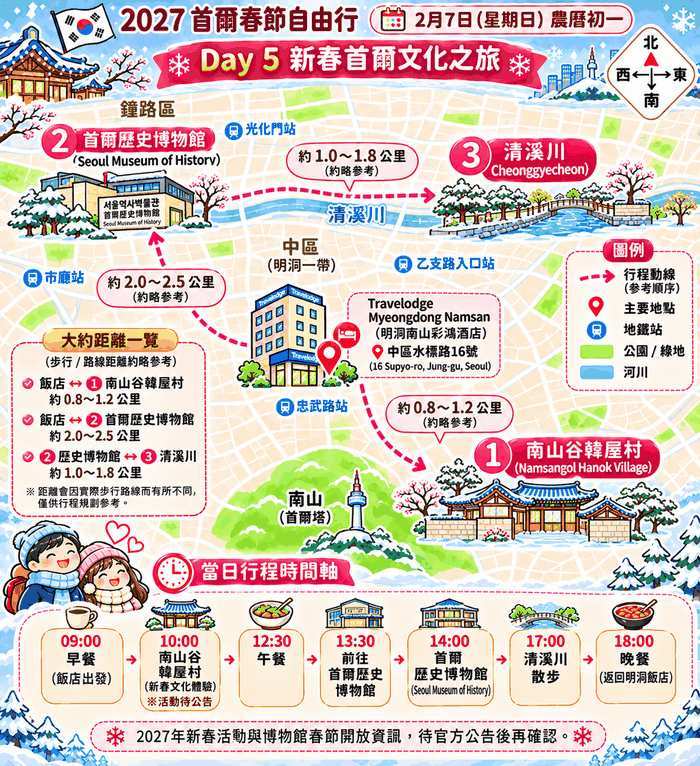 2027 首爾春節自由行
2月7日(星期日) 農曆初一
Day 5 新春首爾文化之旅
北
西
東
南
鐘路區
2
首爾歷史博物館
(Seoul Museum of History)
光化門站
約 1.0～1.8 公里
(約略參考)
3
清溪川
(Cheonggyecheon)
서울역사박물관
首爾歷史博物館
Seoul Museum of History
清溪川
中區
(明洞一帶)
市廳站
乙支路入口站
約 2.0～2.5 公里
(約略參考)
圖例
行程動線
(參考順序)
主要地點
地鐵站
公園 / 綠地
河川
Travelodge
Travelodge
Travelodge
Travelodge
Myeongdong Namsan
(明洞南山彩鴻酒店)
中區水標路16號
(16 Supyo-ro, Jung-gu, Seoul)
大約距離一覽
(步行 / 路線距離約略參考)
飯店 ↔ 1 南山谷韓屋村
約 0.8～1.2 公里
飯店 ↔ 2 首爾歷史博物館
約 2.0～2.5 公里
2 歷史博物館 ↔ 3 清溪川
約 1.0～1.8 公里
※ 距離會因實際步行路線而有所不同，
僅供行程規劃參考。
忠武路站
約 0.8～1.2 公里
(約略參考)
1
南山谷韓屋村
(Namsangol Hanok Village)
南山
(首爾塔)
當日行程時間軸
09:00
早餐
(飯店出發)
10:00
南山谷
韓屋村
(新春文化體驗)
※活動待公告
12:30
午餐
13:30
前往
首爾歷史
博物館
14:00
首爾
歷史博物館
(Seoul Museum of History)
17:00
清溪川
散步
18:00
晚餐
(返回明洞飯店)
2027年新春活動與博物館春節開放資訊，待官方公告後再確認。